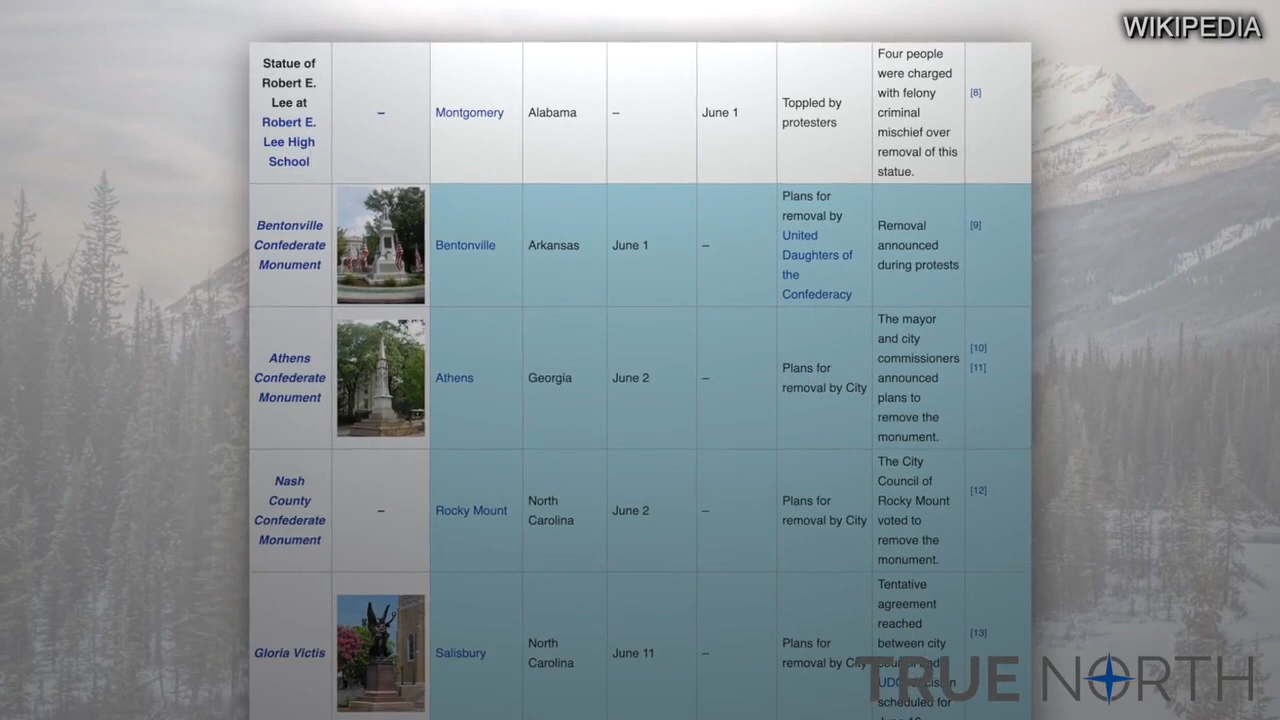 WIKIPEDIA
Statue of
Robert E.
Lee at
Robert E.
Lee High
School
–
Montgomery
Alabama
–
June 1
Toppled by
protesters
Four people
were charged
with felony
criminal
mischief over
removal of this
statue.
[8]
Bentonville
Confederate
Monument
Bentonville
Arkansas
June 1
–
Plans for
removal by
United
Daughters of
the
Confederacy
Removal
announced
during protests
[9]
Athens
Confederate
Monument
Athens
Georgia
June 2
–
Plans for
removal by City
The mayor
and city
commissioners
announced
plans to
remove the
monument.
[10]
[11]
Nash
County
Confederate
Monument
–
Rocky Mount
North
Carolina
June 2
–
Plans for
removal by City
The City
Council of
Rocky Mount
voted to
remove the
monument.
[12]
Gloria Victis
Salisbury
North
Carolina
June 11
–
Plans for
removal by City
Tentative
agreement
reached
between city
council and
UDC
scheduled for
[13]
TRUE NORTH